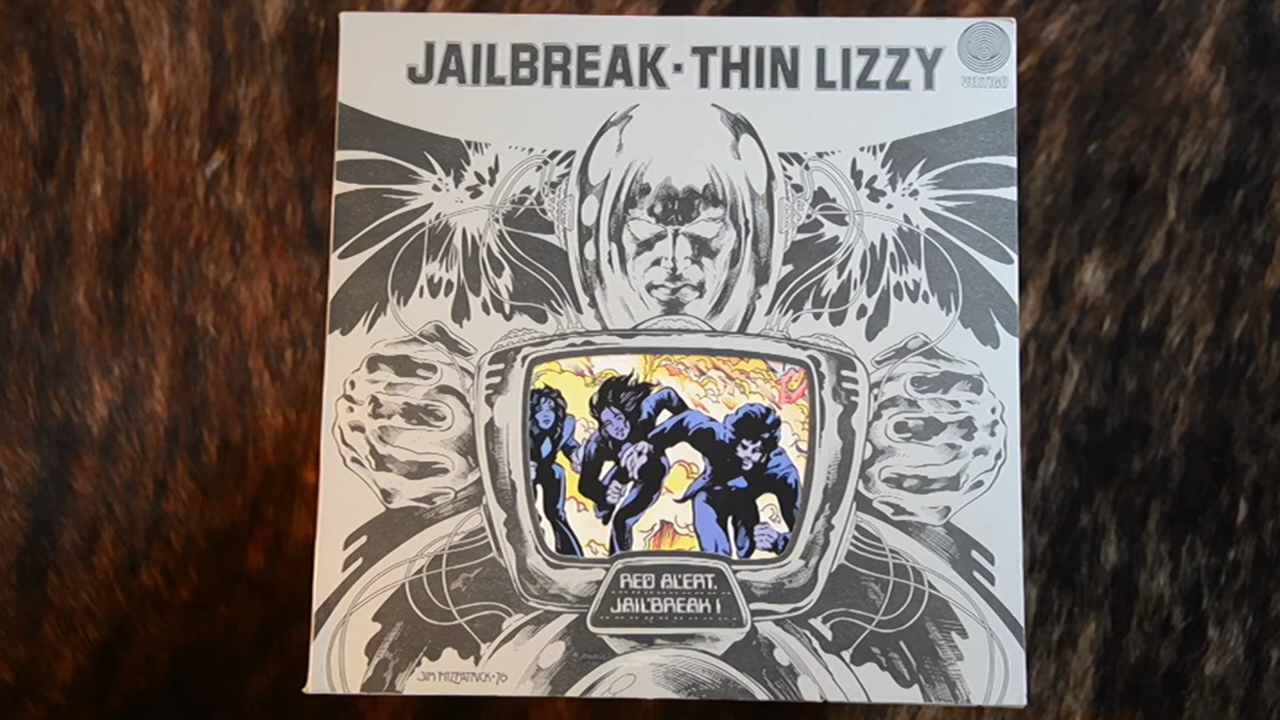 JAILBREAK · THIN LIZZY
VERTIGO
RED ALERT.
JAILBREAK !
JIM FITZPATRICK · 76